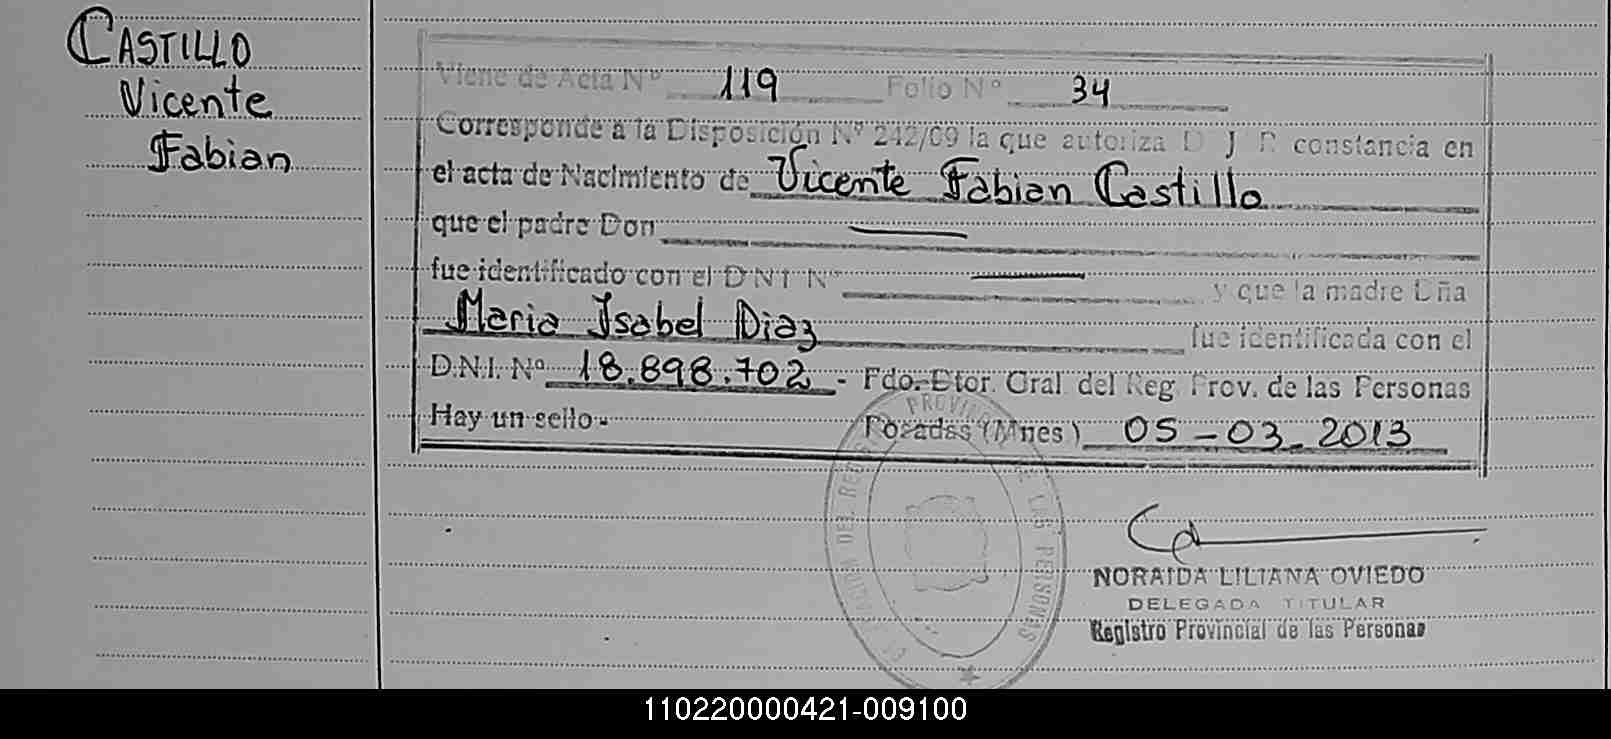 CASTILLO
Vicente
Fabian
Viene de Acta Nº 119 Folio Nº 34
Corresponde a la Disposición Nº 242/09 la que autoriza D J R constancia en
el acta de Nacimiento de Vicente Fabian Castillo
que el padre Don —
fue identificado con el DNI Nº — y que la madre Dña
Maria Isabel Diaz fue identificada con el
D.N.I. Nº 18.898.702 - Fdo. Dtor. Gral. del Reg. Prov. de las Personas
Hay un sello- Posadas (Mnes) 05-03-2013
PROVINCIAL DE LAS PERSONAS
NORAIDA LILIANA OVIEDO
DELEGADA TITULAR
Registro Provincial de las Personas
110220000421-009100